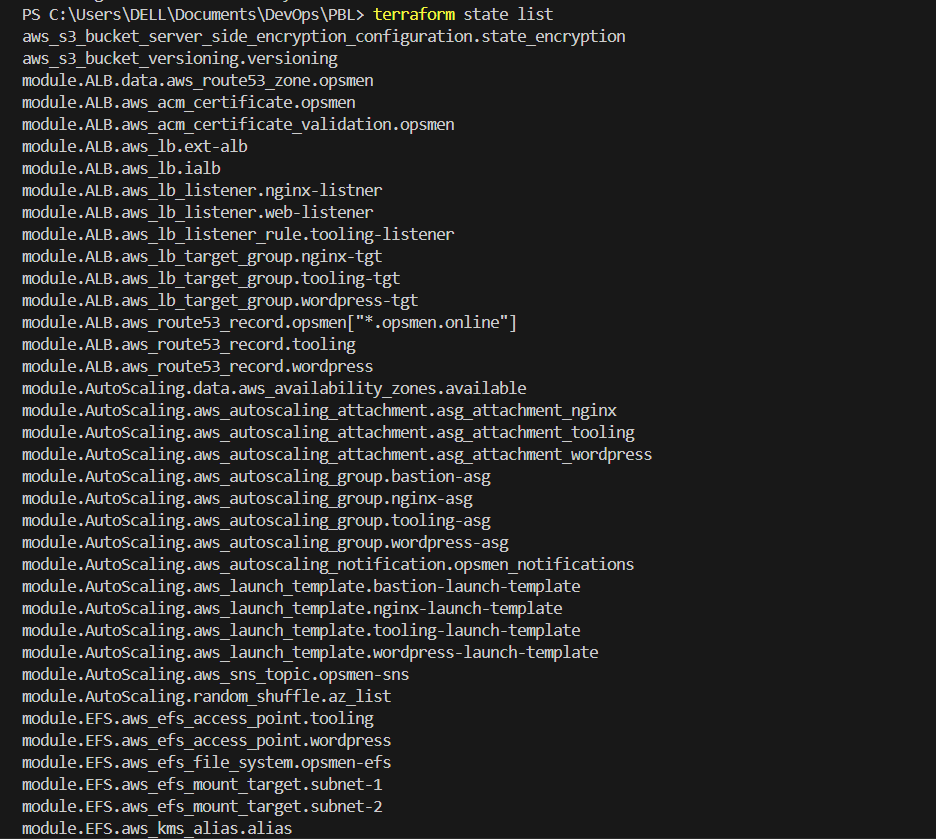 PS C:\Users\DELL\Documents\DevOps\PBL> terraform state list
aws_s3_bucket_server_side_encryption_configuration.state_encryption
aws_s3_bucket_versioning.versioning
module.ALB.data.aws_route53_zone.opsmen
module.ALB.aws_acm_certificate.opsmen
module.ALB.aws_acm_certificate_validation.opsmen
module.ALB.aws_lb.ext-alb
module.ALB.aws_lb.ialb
module.ALB.aws_lb_listener.nginx-listner
module.ALB.aws_lb_listener.web-listener
module.ALB.aws_lb_listener_rule.tooling-listener
module.ALB.aws_lb_target_group.nginx-tgt
module.ALB.aws_lb_target_group.tooling-tgt
module.ALB.aws_lb_target_group.wordpress-tgt
module.ALB.aws_route53_record.opsmen["*.opsmen.online"]
module.ALB.aws_route53_record.tooling
module.ALB.aws_route53_record.wordpress
module.AutoScaling.data.aws_availability_zones.available
module.AutoScaling.aws_autoscaling_attachment.asg_attachment_nginx
module.AutoScaling.aws_autoscaling_attachment.asg_attachment_tooling
module.AutoScaling.aws_autoscaling_attachment.asg_attachment_wordpress
module.AutoScaling.aws_autoscaling_group.bastion-asg
module.AutoScaling.aws_autoscaling_group.nginx-asg
module.AutoScaling.aws_autoscaling_group.tooling-asg
module.AutoScaling.aws_autoscaling_group.wordpress-asg
module.AutoScaling.aws_autoscaling_notification.opsmen_notifications
module.AutoScaling.aws_launch_template.bastion-launch-template
module.AutoScaling.aws_launch_template.nginx-launch-template
module.AutoScaling.aws_launch_template.tooling-launch-template
module.AutoScaling.aws_launch_template.wordpress-launch-template
module.AutoScaling.aws_sns_topic.opsmen-sns
module.AutoScaling.random_shuffle.az_list
module.EFS.aws_efs_access_point.tooling
module.EFS.aws_efs_access_point.wordpress
module.EFS.aws_efs_file_system.opsmen-efs
module.EFS.aws_efs_mount_target.subnet-1
module.EFS.aws_efs_mount_target.subnet-2
module.EFS.aws_kms_alias.alias